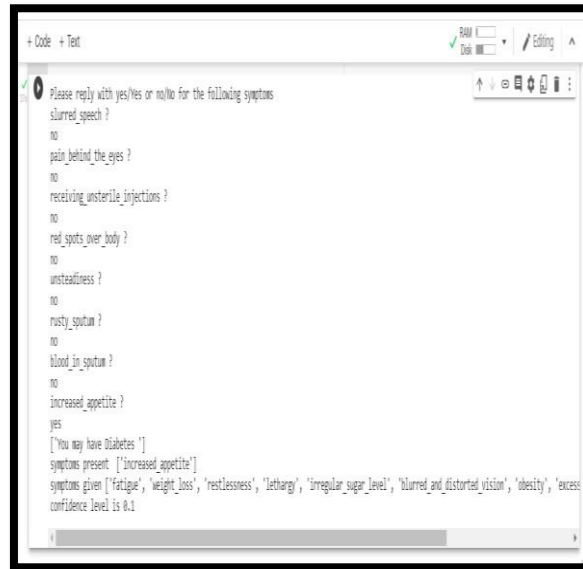 + Code + Text
RAM
Disk
Editing
Please reply with yes/Yes or no/No for the following symptoms
slurred_speech ?
no
pain_behind_the_eyes ?
no
receiving_unsterile_injections ?
no
red_spots_over_body ?
no
unsteadiness ?
no
rusty_sputum ?
no
blood_in_sputum ?
no
increased_appetite ?
yes
['You may have Diabetes ']
symptoms present ['increased_appetite']
symptoms given ['fatigue', 'weight_loss', 'restlessness', 'lethargy', 'irregular_sugar_level', 'blurred_and_distorted_vision', 'obesity', 'excess
confidence level is 0.1